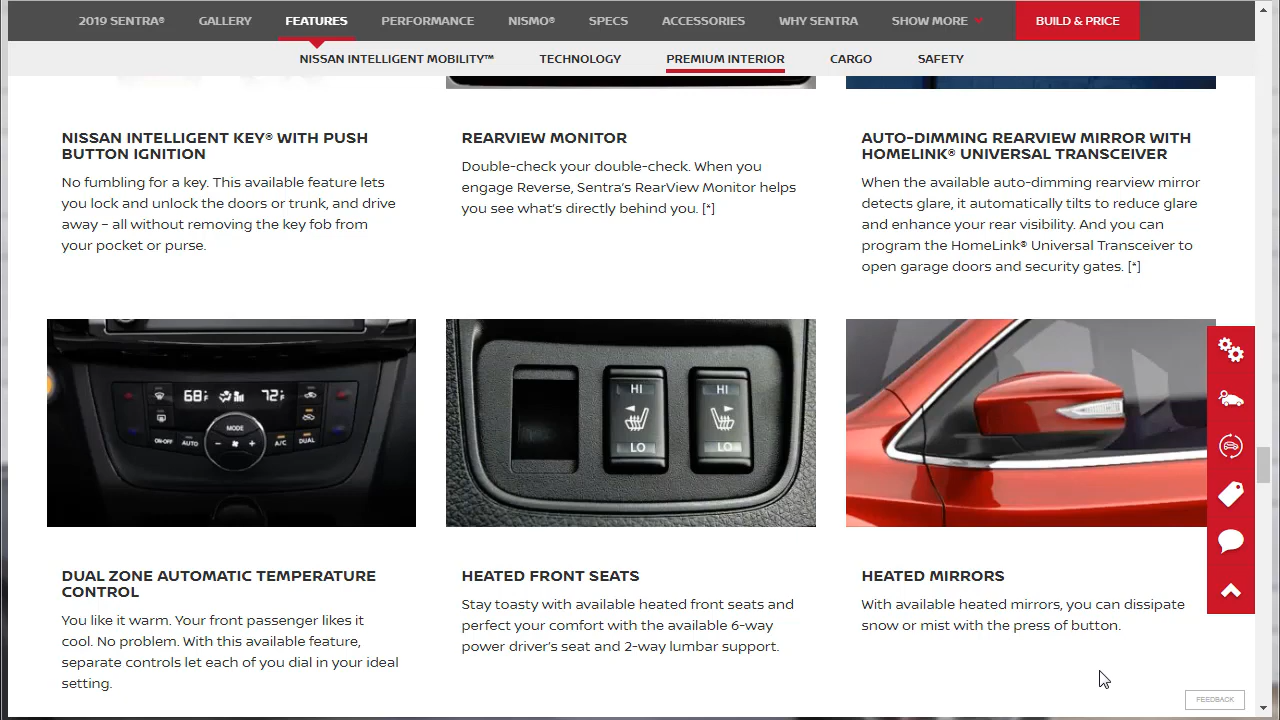 2019 SENTRA® GALLERY FEATURES PERFORMANCE NISMO® SPECS ACCESSORIES WHY SENTRA SHOW MORE BUILD & PRICE
NISSAN INTELLIGENT MOBILITY™ TECHNOLOGY PREMIUM INTERIOR CARGO SAFETY
NISSAN INTELLIGENT KEY® WITH PUSH
BUTTON IGNITION
No fumbling for a key. This available feature lets
you lock and unlock the doors or trunk, and drive
away – all without removing the key fob from
your pocket or purse.
REARVIEW MONITOR
Double-check your double-check. When you
engage Reverse, Sentra's RearView Monitor helps
you see what's directly behind you. [*]
AUTO-DIMMING REARVIEW MIRROR WITH
HOMELINK® UNIVERSAL TRANSCEIVER
When the available auto-dimming rearview mirror
detects glare, it automatically tilts to reduce glare
and enhance your rear visibility. And you can
program the HomeLink® Universal Transceiver to
open garage doors and security gates. [*]
68F 72F
MODE
ON•OFF AUTO - + A/C DUAL
HI HI
LO LO
DUAL ZONE AUTOMATIC TEMPERATURE
CONTROL
You like it warm. Your front passenger likes it
cool. No problem. With this available feature,
separate controls let each of you dial in your ideal
setting.
HEATED FRONT SEATS
Stay toasty with available heated front seats and
perfect your comfort with the available 6-way
power driver's seat and 2-way lumbar support.
HEATED MIRRORS
With available heated mirrors, you can dissipate
snow or mist with the press of button.
FEEDBACK